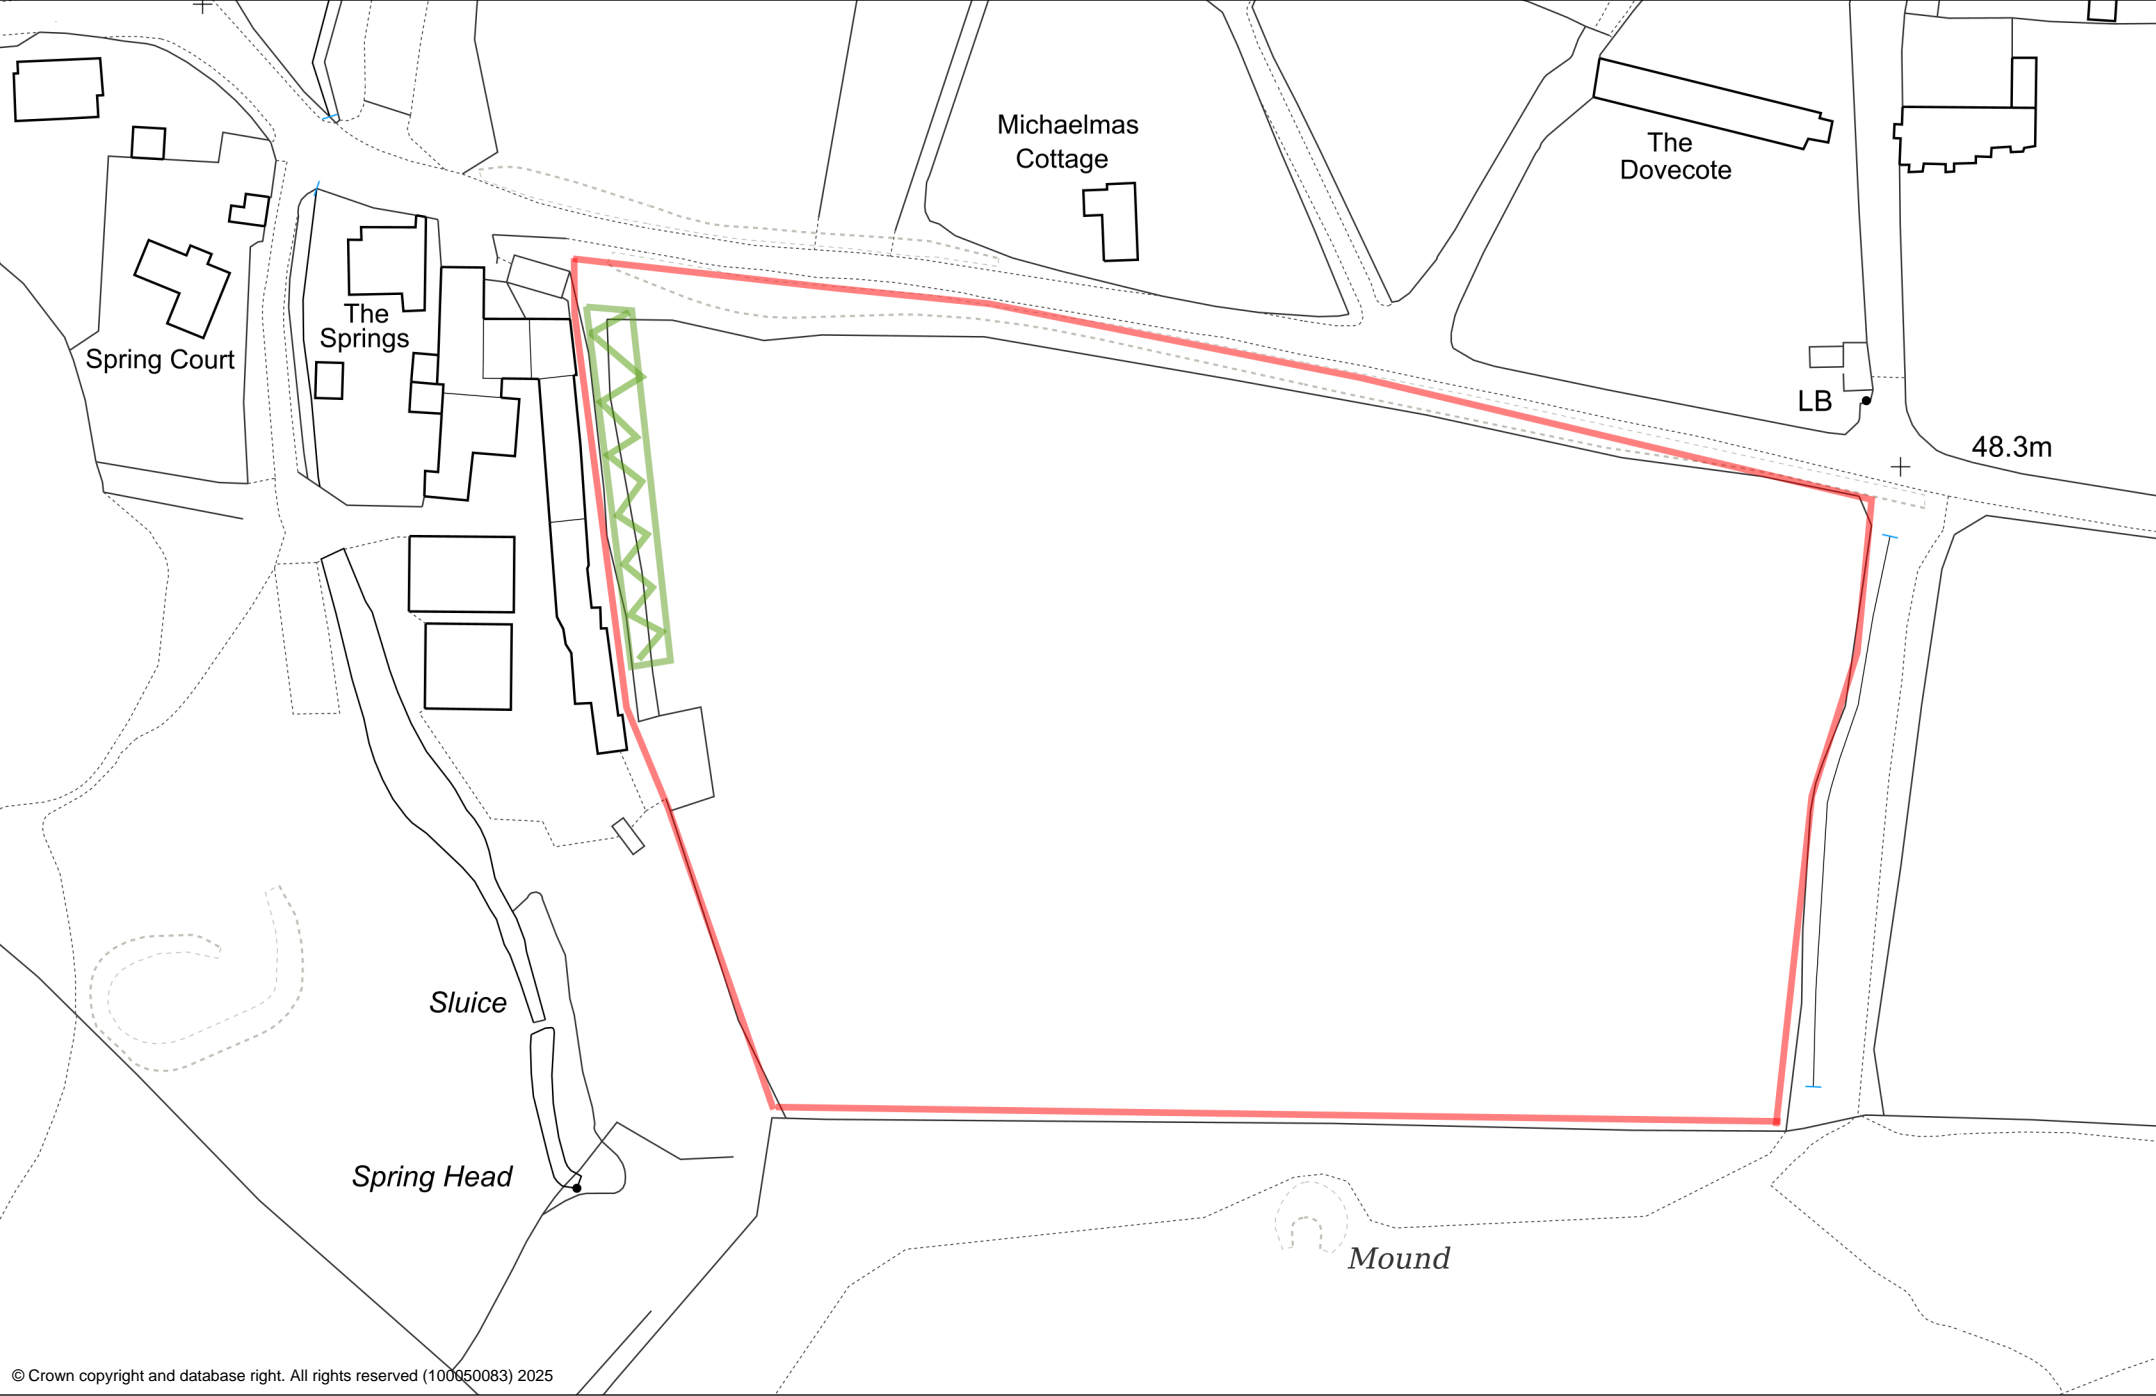 Michaelmas
Cottage
The
Dovecote
The
Springs
Spring Court
LB
48.3m
Sluice
Spring Head
Mound
© Crown copyright and database right. All rights reserved (100050083) 2025